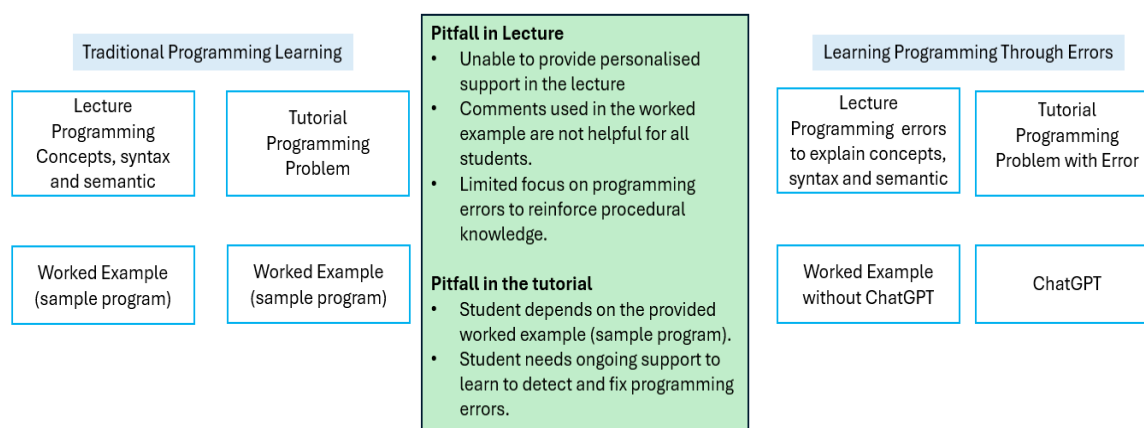 Traditional Programming Learning
Lecture
Programming
Concepts, syntax
and semantic
Tutorial
Programming
Problem
Worked Example
(sample program)
Worked Example
(sample program)
Pitfall in Lecture
• Unable to provide personalised
support in the lecture
• Comments used in the worked
example are not helpful for all
students.
• Limited focus on programming
errors to reinforce procedural
knowledge.
Pitfall in the tutorial
• Student depends on the provided
worked example (sample program).
• Student needs ongoing support to
learn to detect and fix programming
errors.
Learning Programming Through Errors
Lecture
Programming errors
to explain concepts,
syntax and semantic
Tutorial
Programming
Problem with Error
Worked Example
without ChatGPT
ChatGPT